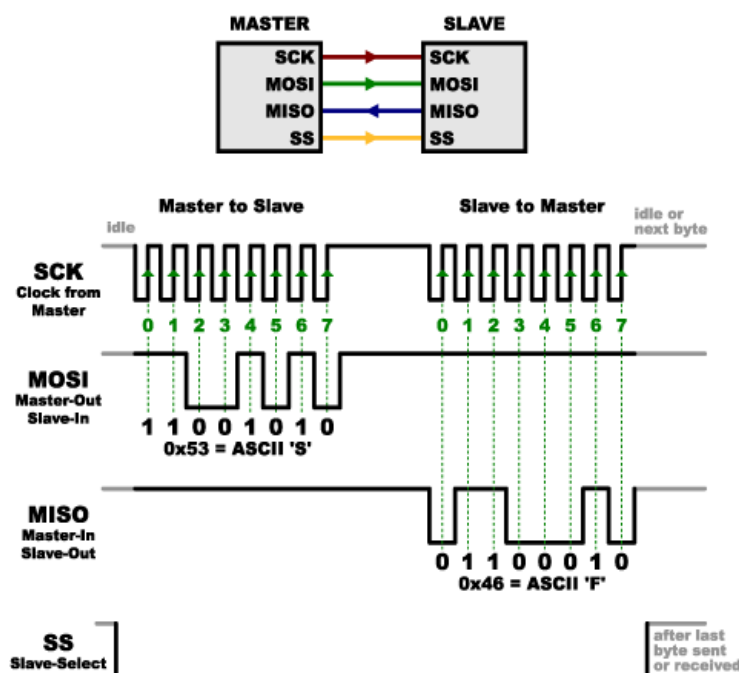 MASTER SLAVE
SCK SCK
MOSI MOSI
MISO MISO
SS SS
Master to Slave Slave to Master
idle
idle or
next byte
SCK
Clock from
Master
0 1 2 3 4 5 6 7 0 1 2 3 4 5 6 7
MOSI
Master-Out
Slave-In
1 1 0 0 1 0 1 0
0x53 = ASCII 'S'
MISO
Master-In
Slave-Out
0 1 1 0 0 0 1 0
0x46 = ASCII 'F'
SS
Slave-Select
after last
byte sent
or received